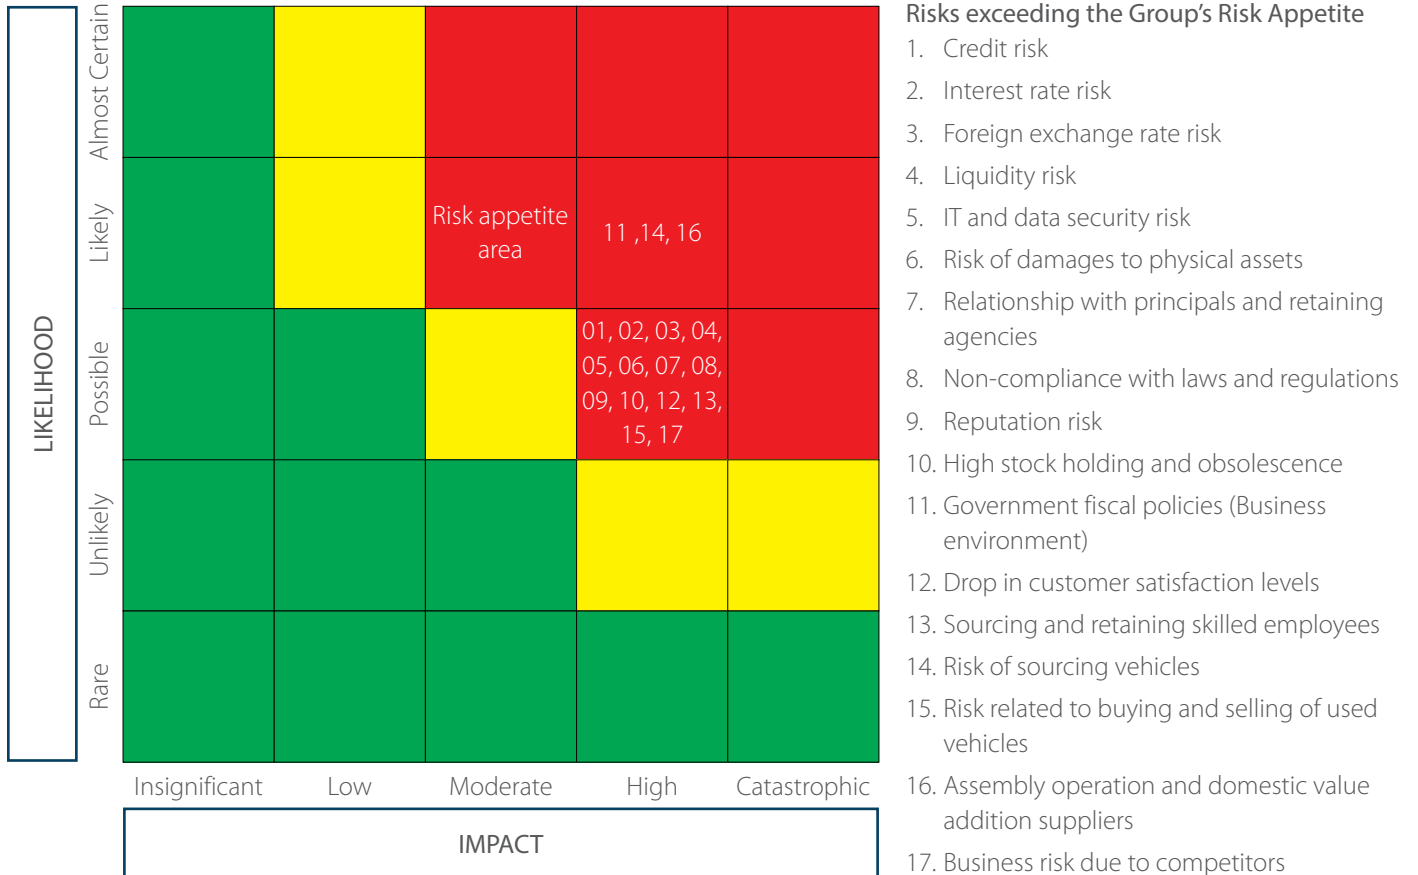 LIKELIHOOD
Almost Certain
Likely
Possible
Unlikely
Rare
Risk appetite
area
11 ,14, 16
01, 02, 03, 04,
05, 06, 07, 08,
09, 10, 12, 13,
15, 17
Insignificant
Low
Moderate
High
Catastrophic
IMPACT
Risks exceeding the Group’s Risk Appetite
1. Credit risk
2. Interest rate risk
3. Foreign exchange rate risk
4. Liquidity risk
5. IT and data security risk
6. Risk of damages to physical assets
7. Relationship with principals and retaining
agencies
8. Non-compliance with laws and regulations
9. Reputation risk
10. High stock holding and obsolescence
11. Government fiscal policies (Business
environment)
12. Drop in customer satisfaction levels
13. Sourcing and retaining skilled employees
14. Risk of sourcing vehicles
15. Risk related to buying and selling of used
vehicles
16. Assembly operation and domestic value
addition suppliers
17. Business risk due to competitors